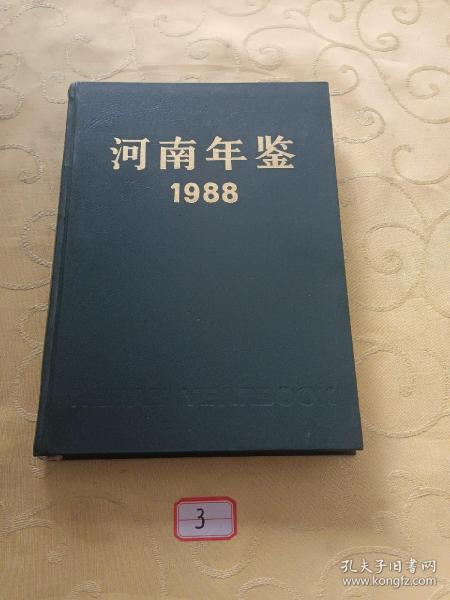 河南年鉴
1988
HENAN YEARBOOK
3
孔夫子旧书网
www.kongfz.com